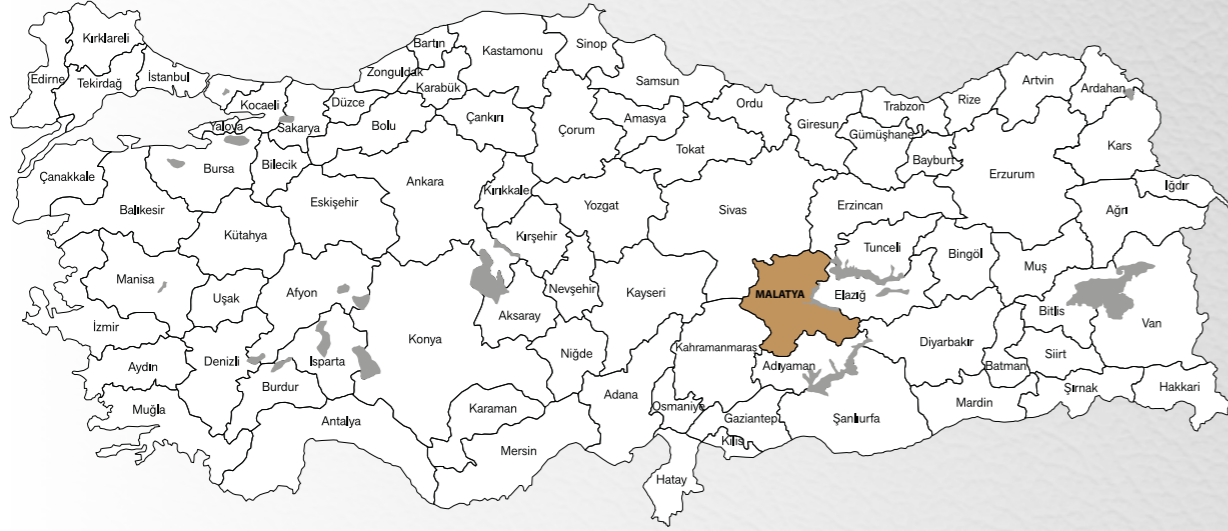 Kırklareli
Edirne
Tekirdağ
İstanbul
Kocaeli
Yalova
Sakarya
Düzce
Zonguldak
Bartın
Karabük
Kastamonu
Sinop
Samsun
Ordu
Giresun
Trabzon
Rize
Artvin
Ardahan
Kars
Iğdır
Ağrı
Erzurum
Bayburt
Gümüşhane
Tokat
Amasya
Çorum
Çankırı
Bolu
Bilecik
Bursa
Çanakkale
Balıkesir
Kütahya
Eskişehir
Ankara
Kırıkkale
Yozgat
Sivas
Erzincan
Tunceli
Bingöl
Muş
Bitlis
Van
Hakkari
Şırnak
Siirt
Batman
Mardin
Diyarbakır
Elazığ
MALATYA
Adıyaman
Şanlıurfa
Gaziantep
Kilis
Hatay
Osmaniye
Kahramanmaraş
Kayseri
Nevşehir
Kırşehir
Aksaray
Niğde
Adana
Mersin
Karaman
Konya
Afyon
Uşak
Manisa
İzmir
Aydın
Denizli
Isparta
Burdur
Muğla
Antalya